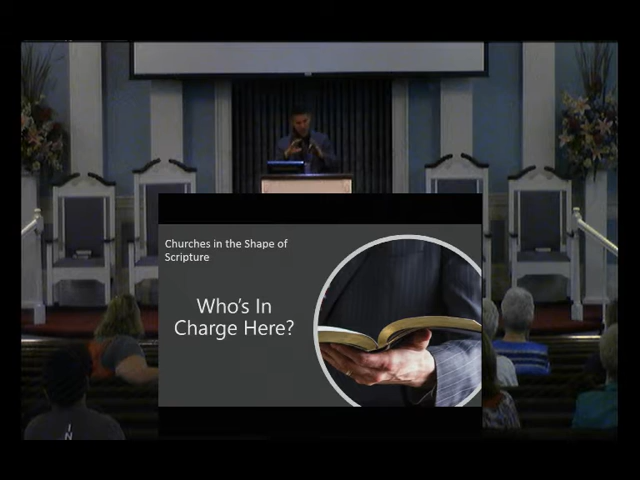 Churches in the Shape of
Scripture
Who's In
Charge Here?